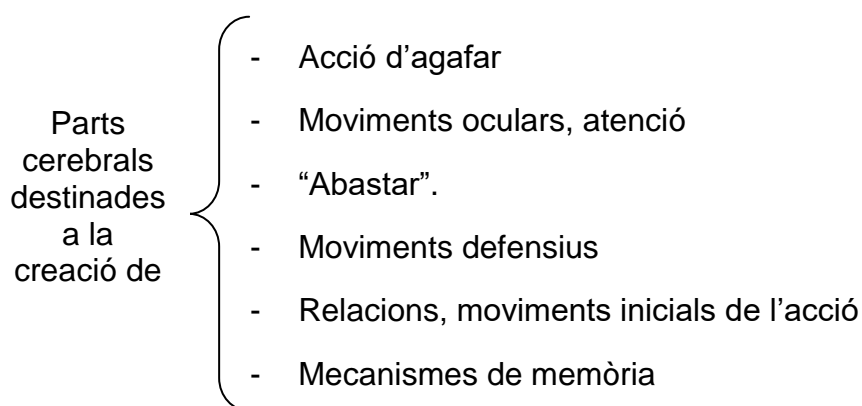 Parts
cerebrals
destinades
a la
creació de
- Acció d’agafar
- Moviments oculars, atenció
- “Abastar”.
- Moviments defensius
- Relacions, moviments inicials de l’acció
- Mecanismes de memòria